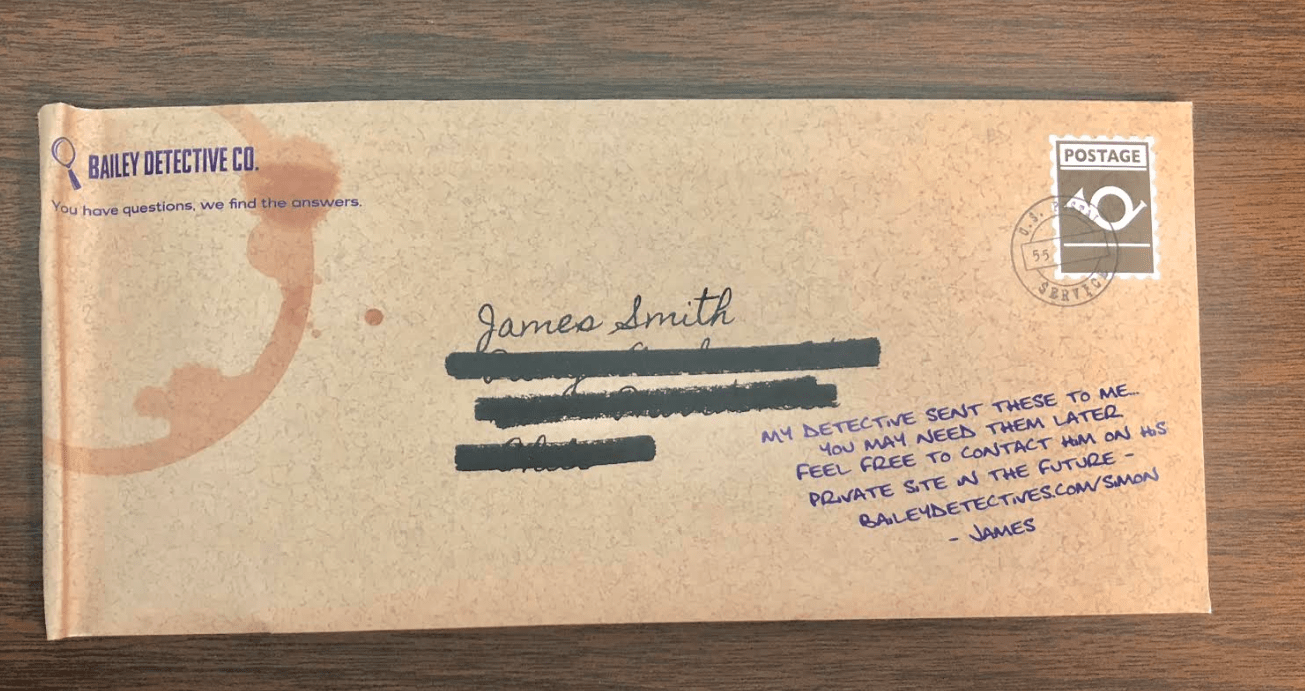 BAILEY DETECTIVE CO.
You have questions, we find the answers.
POSTAGE
U.S.
55
SERVICE
James Smith
MY DETECTIVE SENT THESE TO ME...
YOU MAY NEED THEM LATER
FEEL FREE TO CONTACT HIM ON HIS
PRIVATE SITE IN THE FUTURE -
BAILEYDETECTIVES.COM/SIMON
- JAMES